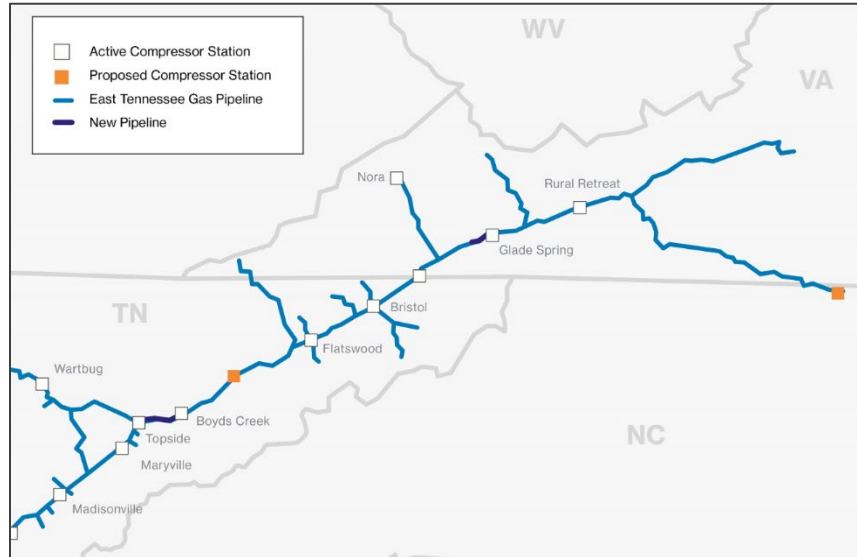 WV
VA
Active Compressor Station
Proposed Compressor Station
East Tennessee Gas Pipeline
New Pipeline
Nora
Rural Retreat
Glade Spring
TN
Bristol
Flatswood
Wartbug
Boyds Creek
Topside
NC
Maryville
Madisonville